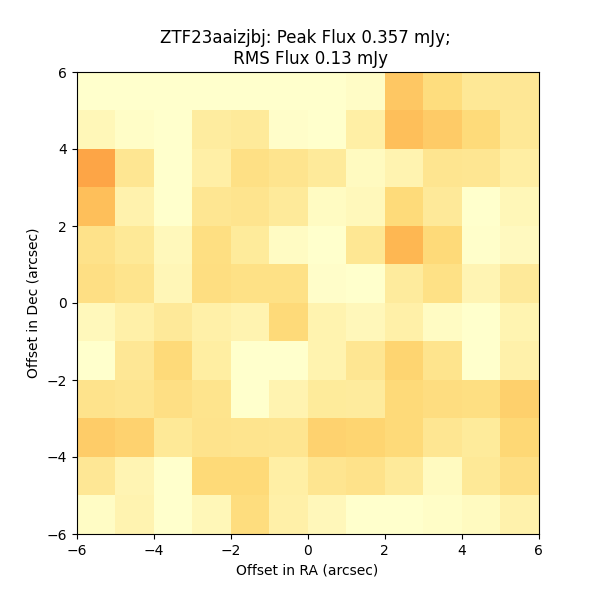 ZTF23aaizjbj: Peak Flux 0.357 mJy;
RMS Flux 0.13 mJy
6
4
2
0
−2
−4
−6
Offset in Dec (arcsec)
−6 −4 −2 0 2 4 6
Offset in RA (arcsec)